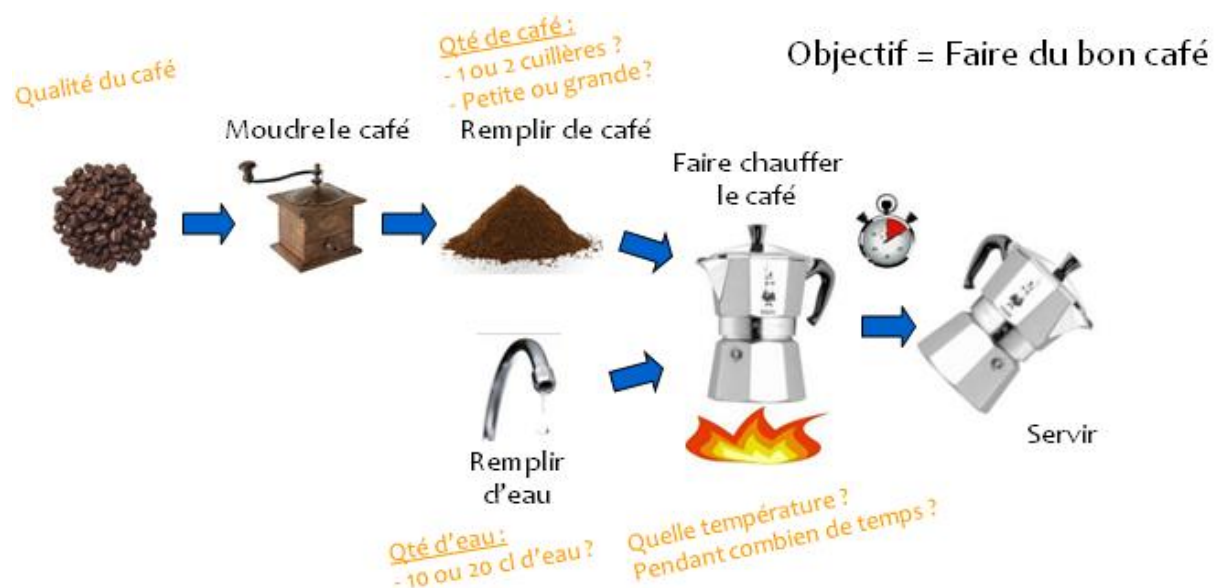 Objectif = Faire du bon café
Qualité du café
Qté de café :
- 1 ou 2 cuillères ?
- Petite ou grande ?
Moudre le café
Remplir de café
Faire chauffer
le café
Remplir
d'eau
Servir
Qté d'eau :
- 10 ou 20 cl d'eau ?
Quelle température ?
Pendant combien de temps ?